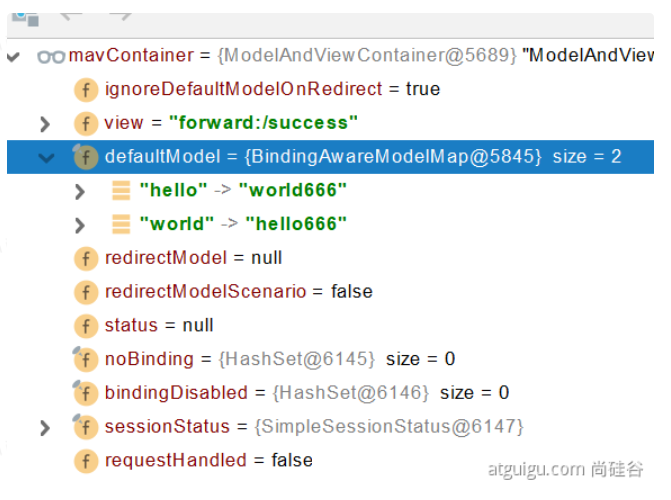 mavContainer = {ModelAndViewContainer@5689} "ModelAndView
ignoreDefaultModelOnRedirect = true
view = "forward:/success"
defaultModel = {BindingAwareModelMap@5845} size = 2
"hello" -> "world666"
"world" -> "hello666"
redirectModel = null
redirectModelScenario = false
status = null
noBinding = {HashSet@6145} size = 0
bindingDisabled = {HashSet@6146} size = 0
sessionStatus = {SimpleSessionStatus@6147}
requestHandled = false
atguigu.com 尚硅谷